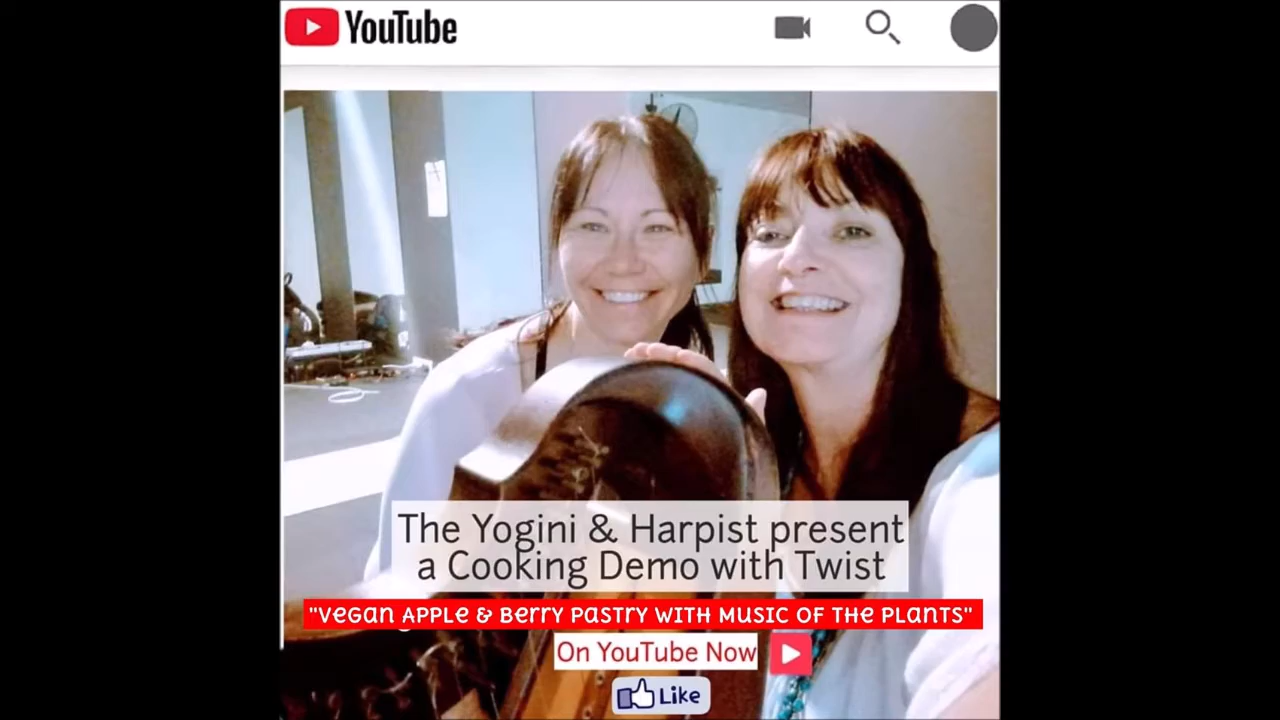 YouTube
The Yogini & Harpist present
a Cooking Demo with Twist
"Vegan Apple & Berry Pastry with Music of the Plants"
On YouTube Now
Like